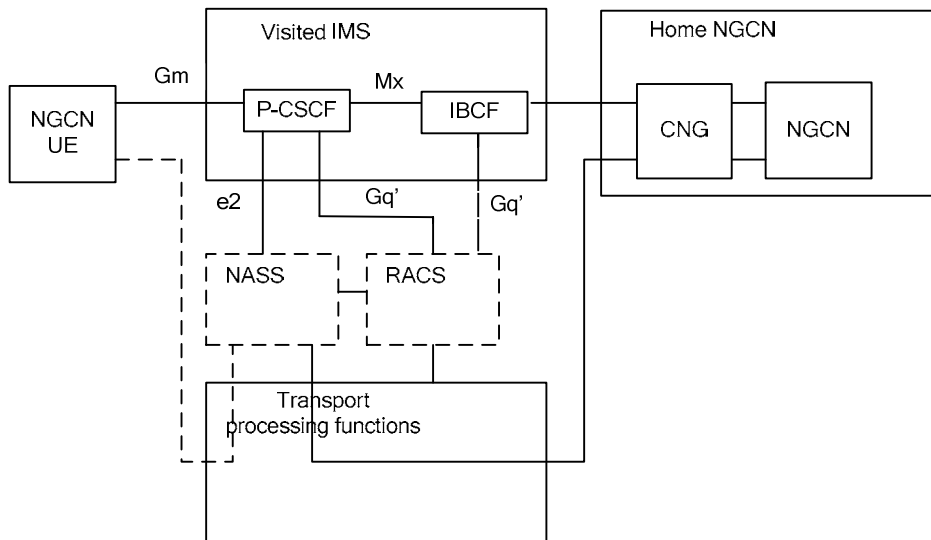 Visited IMS
Home NGCN
Gm
Mx
NGCN
UE
P-CSCF
IBCF
CNG
NGCN
e2
Gq’
Gq’
NASS
RACS
Transport
processing functions